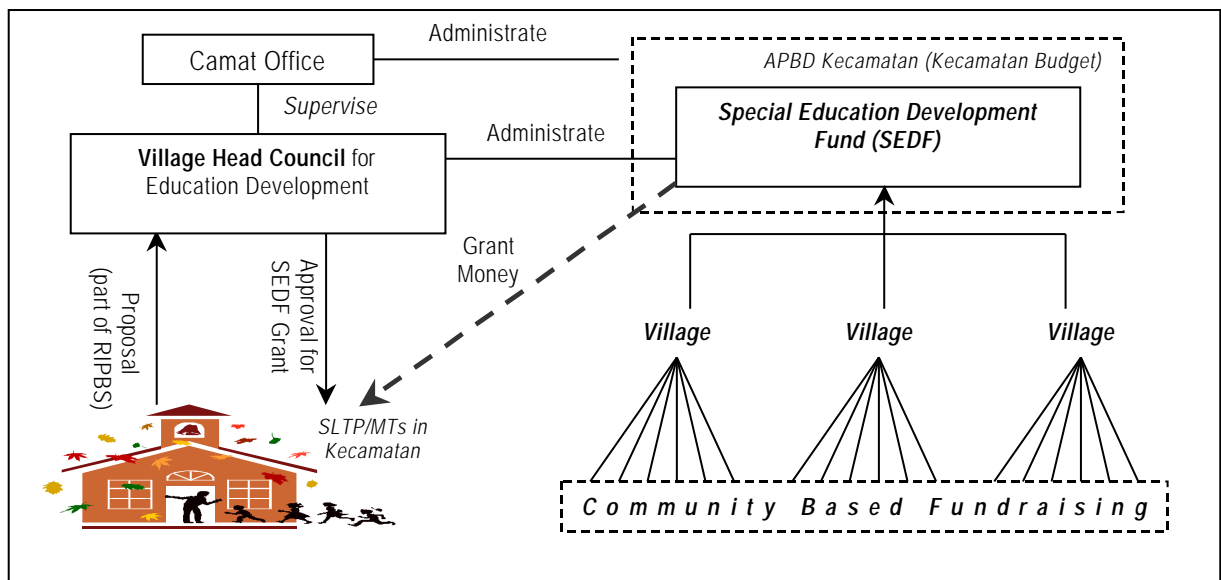 Camat Office
Administrate
APBD Kecamatan (Kecamatan Budget)
Supervise
Special Education Development
Fund (SEDF)
Administrate
Village Head Council for
Education Development
Proposal
(part of RIPBS)
Approval for
SEDF Grant
Grant
Money
SLTP/MTs in
Kecamatan
Village
Village
Village
Community Based Fundraising